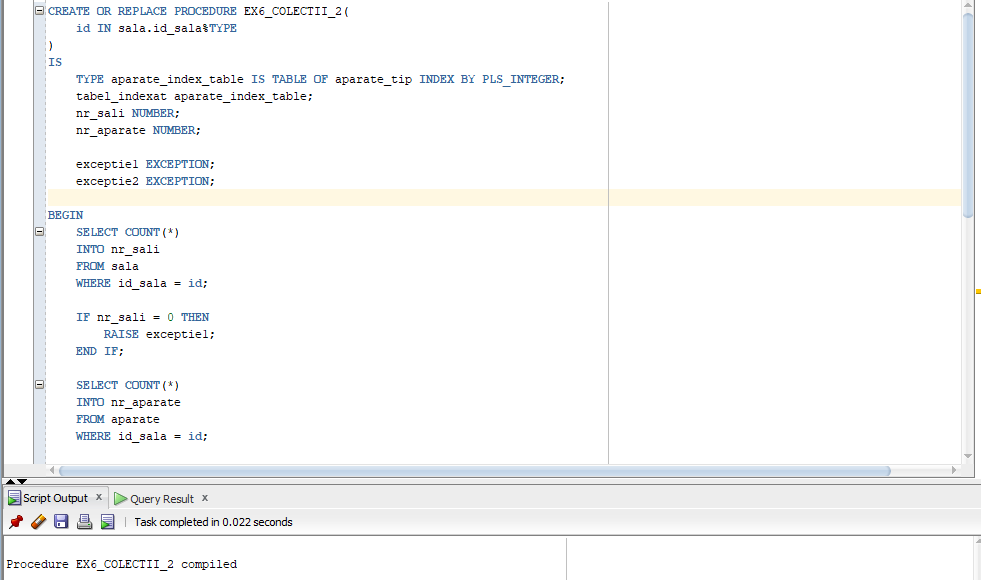 CREATE OR REPLACE PROCEDURE EX6_COLECTII_2(
    id IN sala.id_sala%TYPE
)
IS
    TYPE aparate_index_table IS TABLE OF aparate_tip INDEX BY PLS_INTEGER;
    tabel_indexat aparate_index_table;
    nr_sali NUMBER;
    nr_aparate NUMBER;
    exceptie1 EXCEPTION;
    exceptie2 EXCEPTION;
BEGIN
    SELECT COUNT(*)
    INTO nr_sali
    FROM sala
    WHERE id_sala = id;
    IF nr_sali = 0 THEN
        RAISE exceptie1;
    END IF;
    SELECT COUNT(*)
    INTO nr_aparate
    FROM aparate
    WHERE id_sala = id;
Script Output x Query Result x
Task completed in 0.022 seconds
Procedure EX6_COLECTII_2 compiled